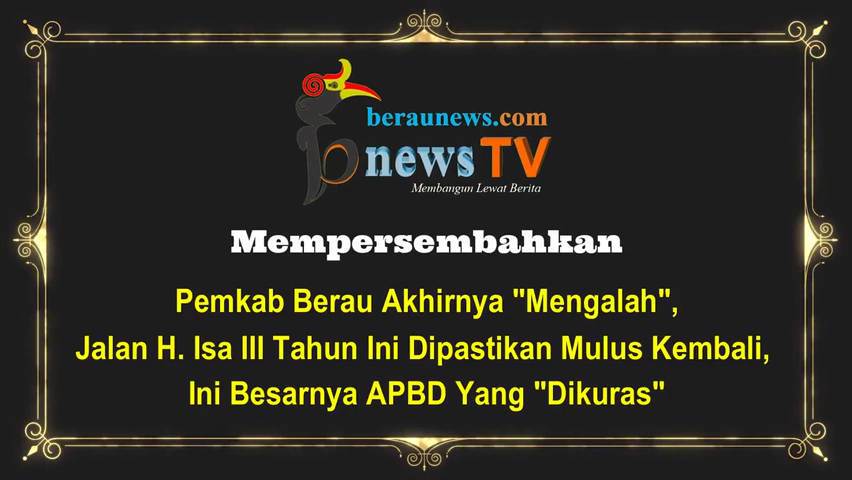 beraunews.com
bnewsTV
Membangun Lewat Berita
Mempersembahkan
Pemkab Berau Akhirnya "Mengalah",
Jalan H. Isa III Tahun Ini Dipastikan Mulus Kembali,
Ini Besarnya APBD Yang "Dikuras"